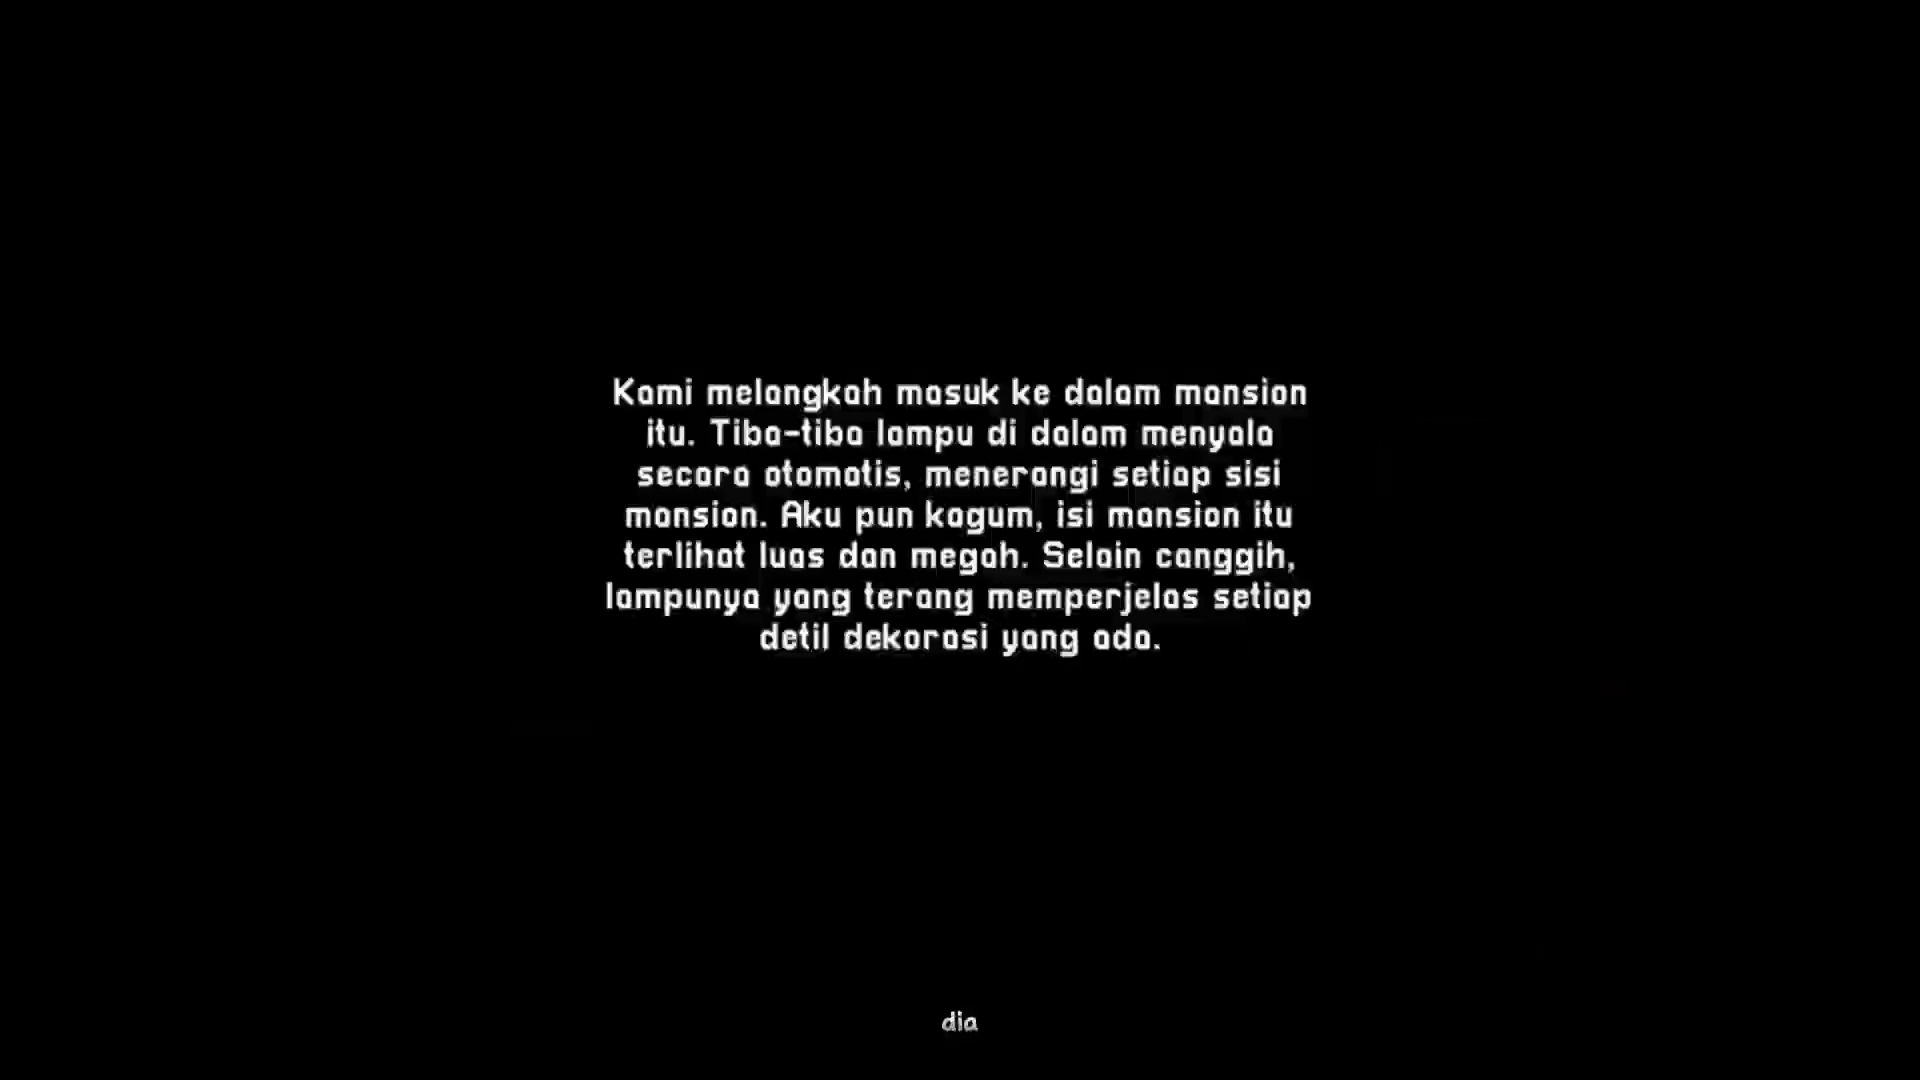 Kami melangkah masuk ke dalam mansion
itu. Tiba-tiba lampu di dalam menyala
secara otomatis, menerangi setiap sisi
mansion. Aku pun kagum, isi mansion itu
terlihat luas dan megah. Selain canggih,
lampunya yang terang memperjelas setiap
detil dekorasi yang ada.
dia